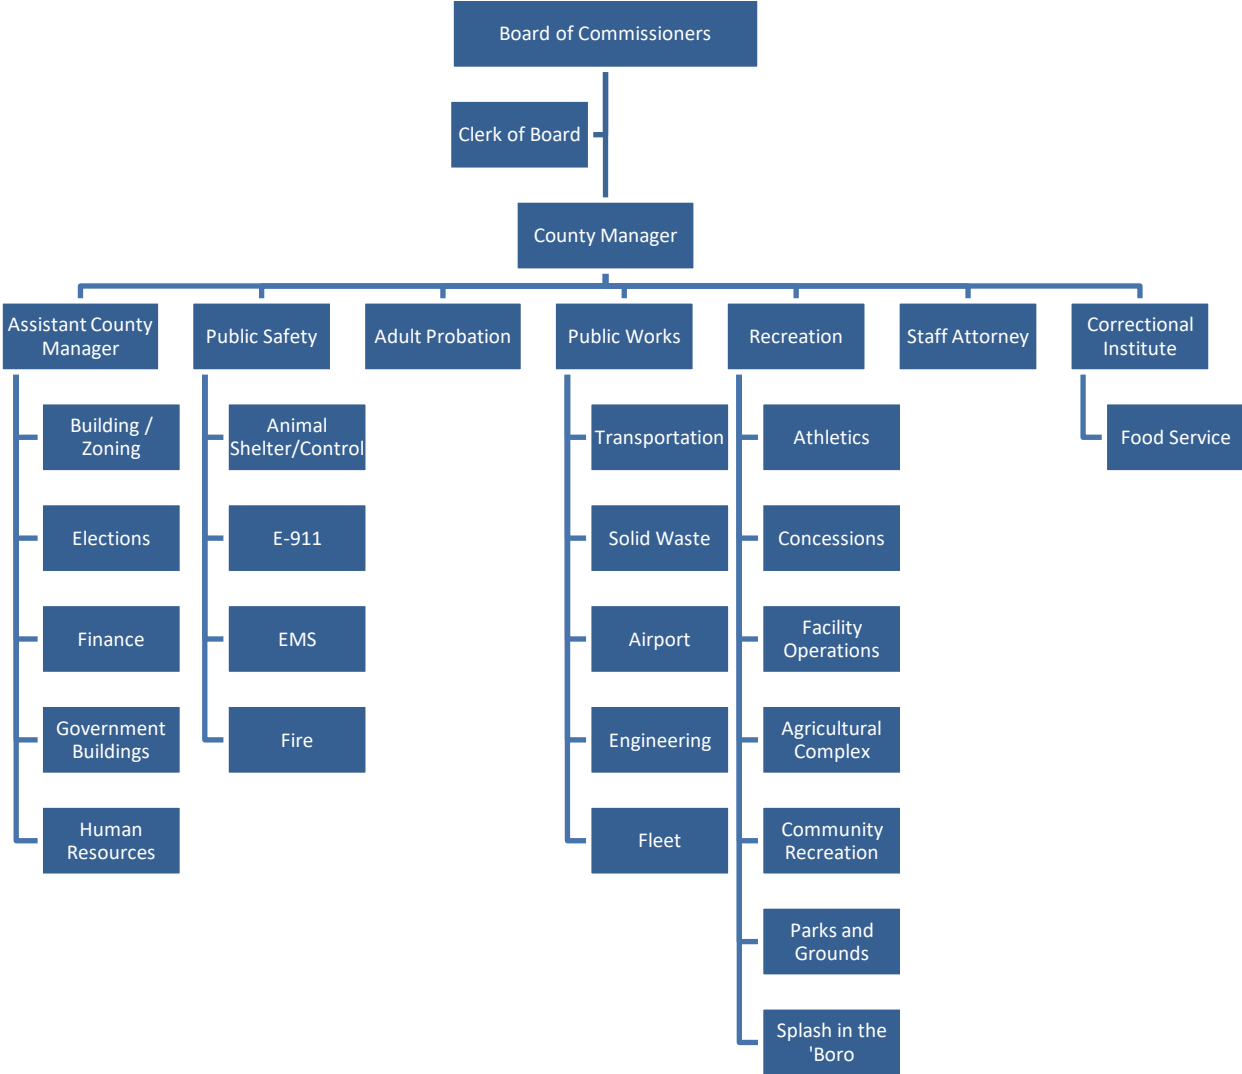 Board of Commissioners
Clerk of Board
County Manager
Assistant County
Manager
Public Safety
Adult Probation
Public Works
Recreation
Staff Attorney
Correctional
Institute
Building /
Zoning
Elections
Finance
Government
Buildings
Human
Resources
Animal
Shelter/Control
E-911
EMS
Fire
Transportation
Solid Waste
Airport
Engineering
Fleet
Athletics
Concessions
Facility
Operations
Agricultural
Complex
Community
Recreation
Parks and
Grounds
Splash in the
'Boro
Food Service